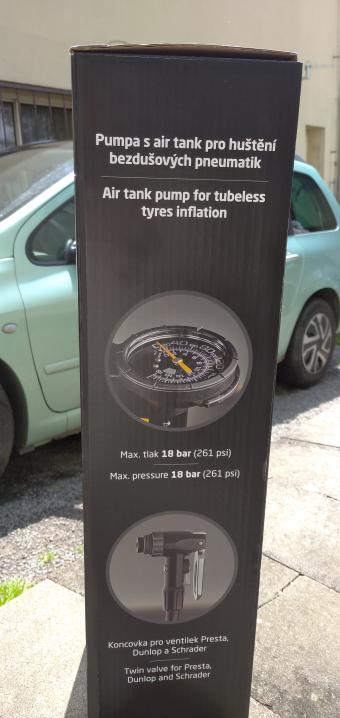 Pumpa s air tank pro huštění
bezdušových pneumatik
Air tank pump for tubeless
tyres inflation
Max. tlak 18 bar (261 psi)
Max. pressure 18 bar (261 psi)
Koncovka pro ventilek Presta,
Dunlop a Schrader
Twin valve for Presta,
Dunlop and Schrader